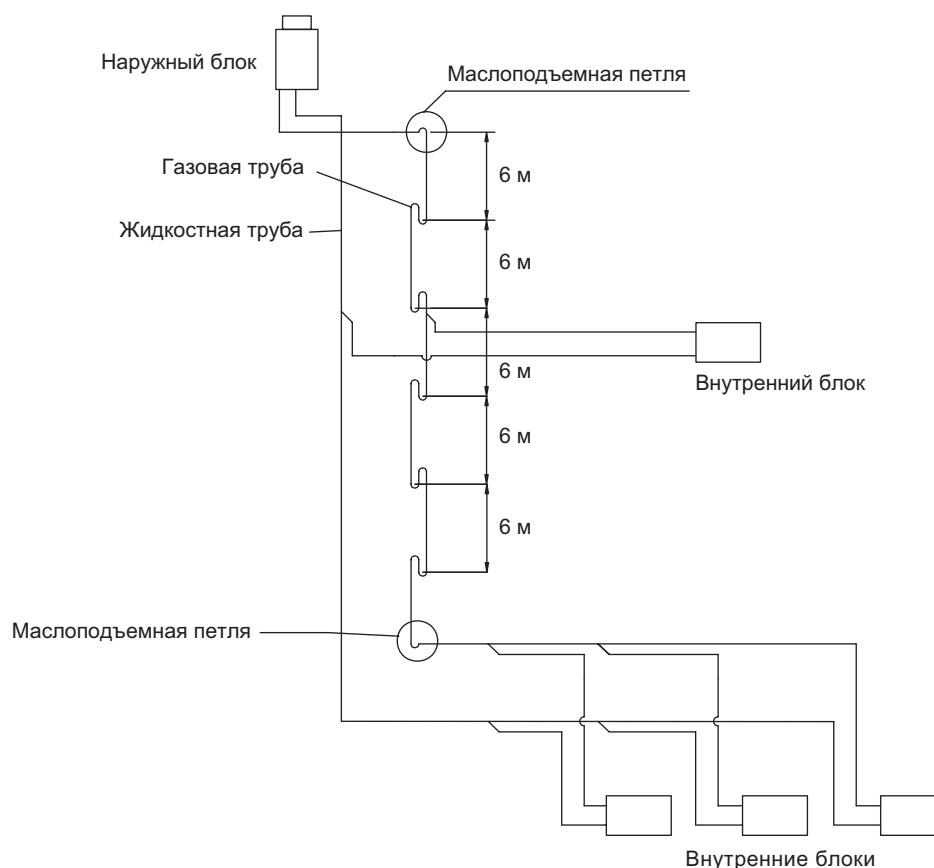 Наружный блок
Маслоподъемная петля
Газовая труба
6 м
Жидкостная труба
6 м
6 м
Внутренний блок
6 м
6 м
Маслоподъемная петля
Внутренние блоки